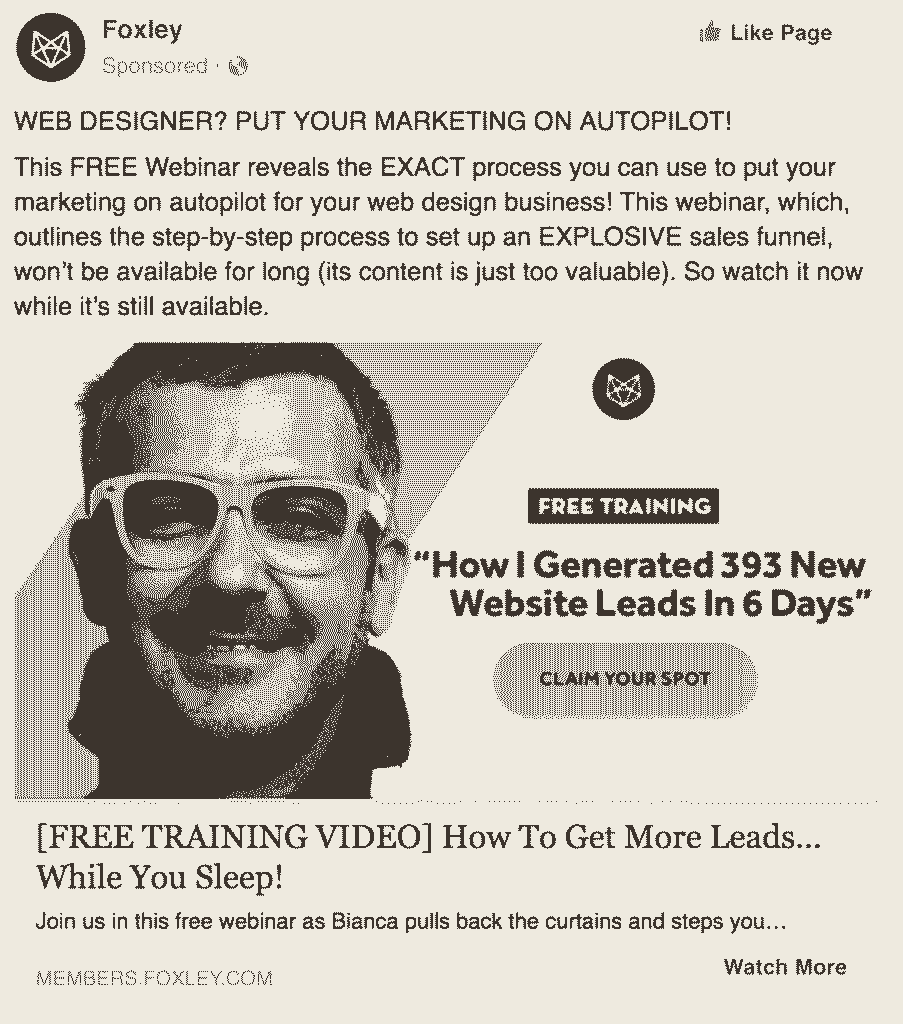 Foxley
Like Page
Sponsored ·
WEB DESIGNER? PUT YOUR MARKETING ON AUTOPILOT!
This FREE Webinar reveals the EXACT process you can use to put your
marketing on autopilot for your web design business! This webinar, which,
outlines the step-by-step process to set up an EXPLOSIVE sales funnel,
won't be available for long (its content is just too valuable). So watch it now
while it's still available.
FREE TRAINING
“How I Generated 393 New
Website Leads In 6 Days”
CLAIM YOUR SPOT
[FREE TRAINING VIDEO] How To Get More Leads...
While You Sleep!
Join us in this free webinar as Bianca pulls back the curtains and steps you...
MEMBERS.FOXLEY.COM
Watch More